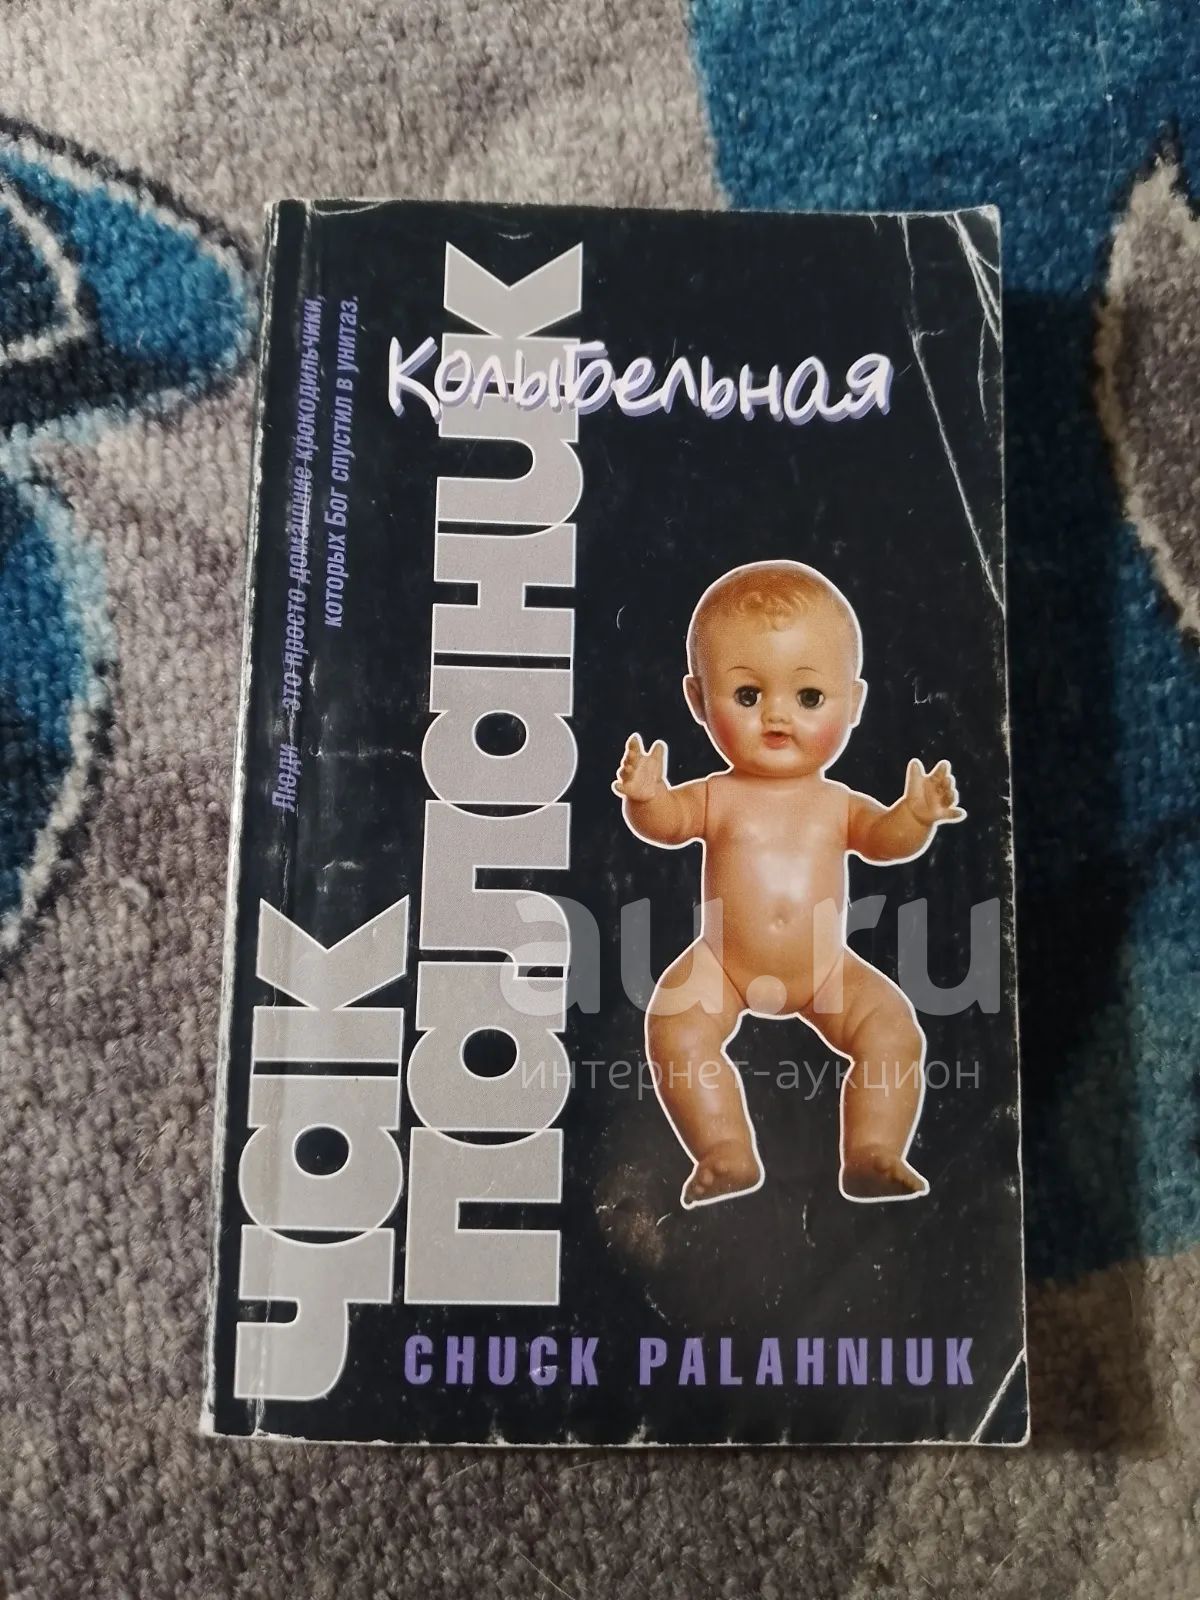 Люди — это просто домашние крокодильчики,
которых Бог спустил в унитаз.
Чак
Паланик
Колыбельная
CHUCK PALAHNIUK
au.ru
интернет-аукцион